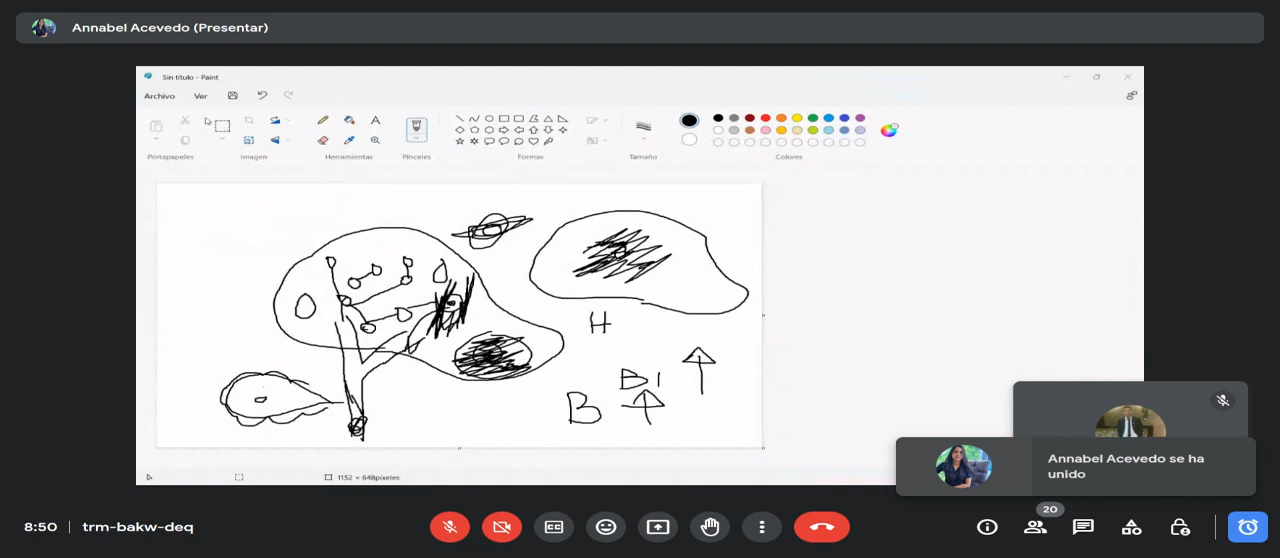 Annabel Acevedo (Presentar)
Sin título - Paint
Archivo Ver
Portapapeles Imagen Herramientas Pinceles Formas Tamaño Colores
H
BI
B
1152 × 648píxeles
Annabel Acevedo se ha
unido
8:50 trm-bakw-deq
CC
20